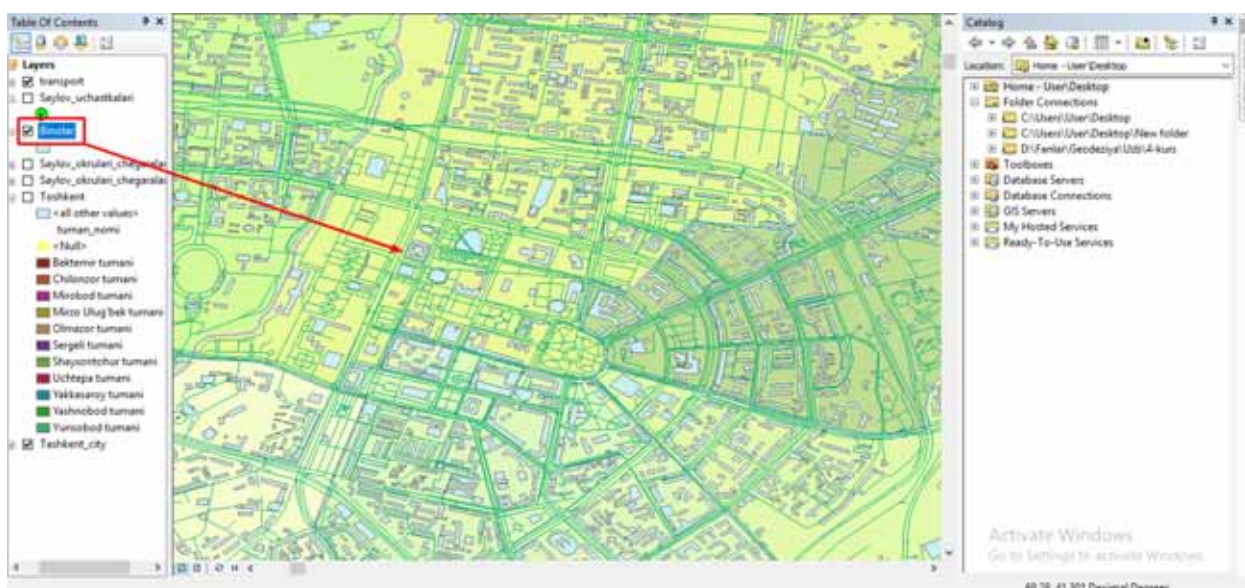 Table Of Contents
Layers
transport
Saylov_uchastkalari
Binolar
Saylov_okrulari_chegaralas
Saylov_okrulari_chegaralas
Toshkent
<all other values>
tuman_nomi
<Null>
Bektemir tumani
Chilonzor tumani
Mirobod tumani
Mirzo Ulug'bek tumani
Olmazor tumani
Sergeli tumani
Shayxontohur tumani
Uchtepa tumani
Yakkasaroy tumani
Yashnobod tumani
Yunsobod tumani
Tashkent_city
Catalog
Location: Home - User\Desktop
Home - User\Desktop
Folder Connections
C:\Users\User\Desktop
C:\Users\User\Desktop\New folder
D:\Fanlar\Geodeziya\Uzb\4-kurs
Toolboxes
Database Servers
Database Connections
GIS Servers
My Hosted Services
Ready-To-Use Services
Activate Windows
Go to Settings to activate Windows.
Decimal Degrees